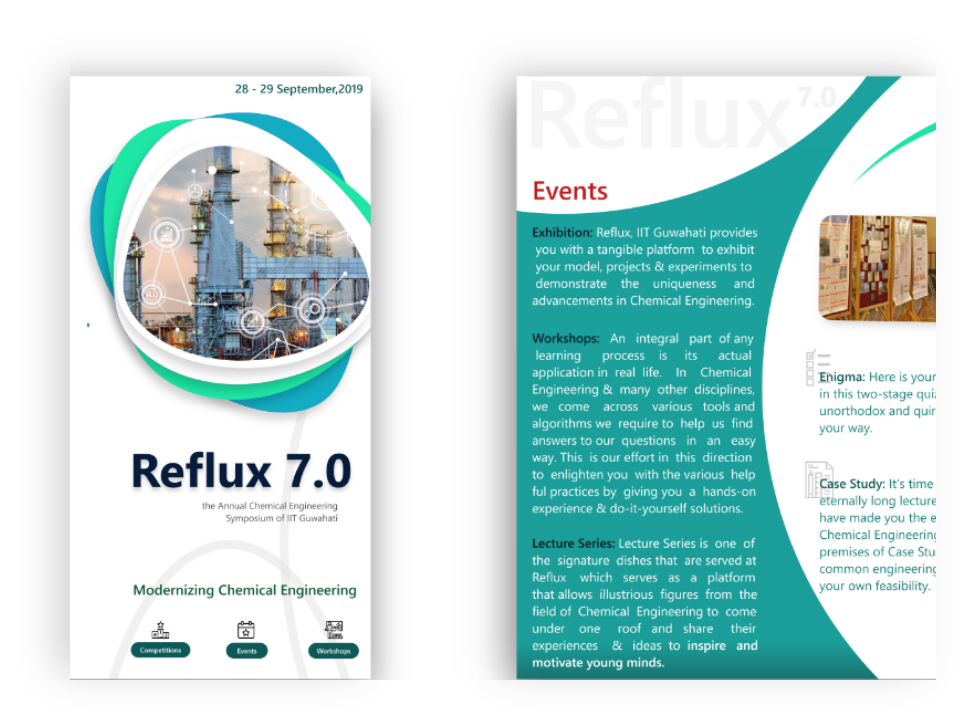 28 - 29 September,2019
Reflux 7.0
the Annual Chemical Engineering
Symposium of IIT Guwahati
Modernizing Chemical Engineering
Competitions
Events
Workshops
Reflux 7.0
Events
Exhibition: Reflux, IIT Guwahati provides
you with a tangible platform to exhibit
your model, projects & experiments to
demonstrate the uniqueness and
advancements in Chemical Engineering.
Workshops: An integral part of any
learning process is its actual
application in real life. In Chemical
Engineering & many other disciplines,
we come across various tools and
algorithms we require to help us find
answers to our questions in an easy
way. This is our effort in this direction
to enlighten you with the various help
ful practices by giving you a hands-on
experience & do-it-yourself solutions.
Lecture Series: Lecture Series is one of
the signature dishes that are served at
Reflux which serves as a platform
that allows illustrious figures from the
field of Chemical Engineering to come
under one roof and share their
experiences & ideas to inspire and
motivate young minds.
Enigma: Here is your
in this two-stage qui
unorthodox and quir
your way.
Case Study: It's time
eternally long lecture
have made you the e
Chemical Engineering
premises of Case Stu
common engineering
your own feasibility.